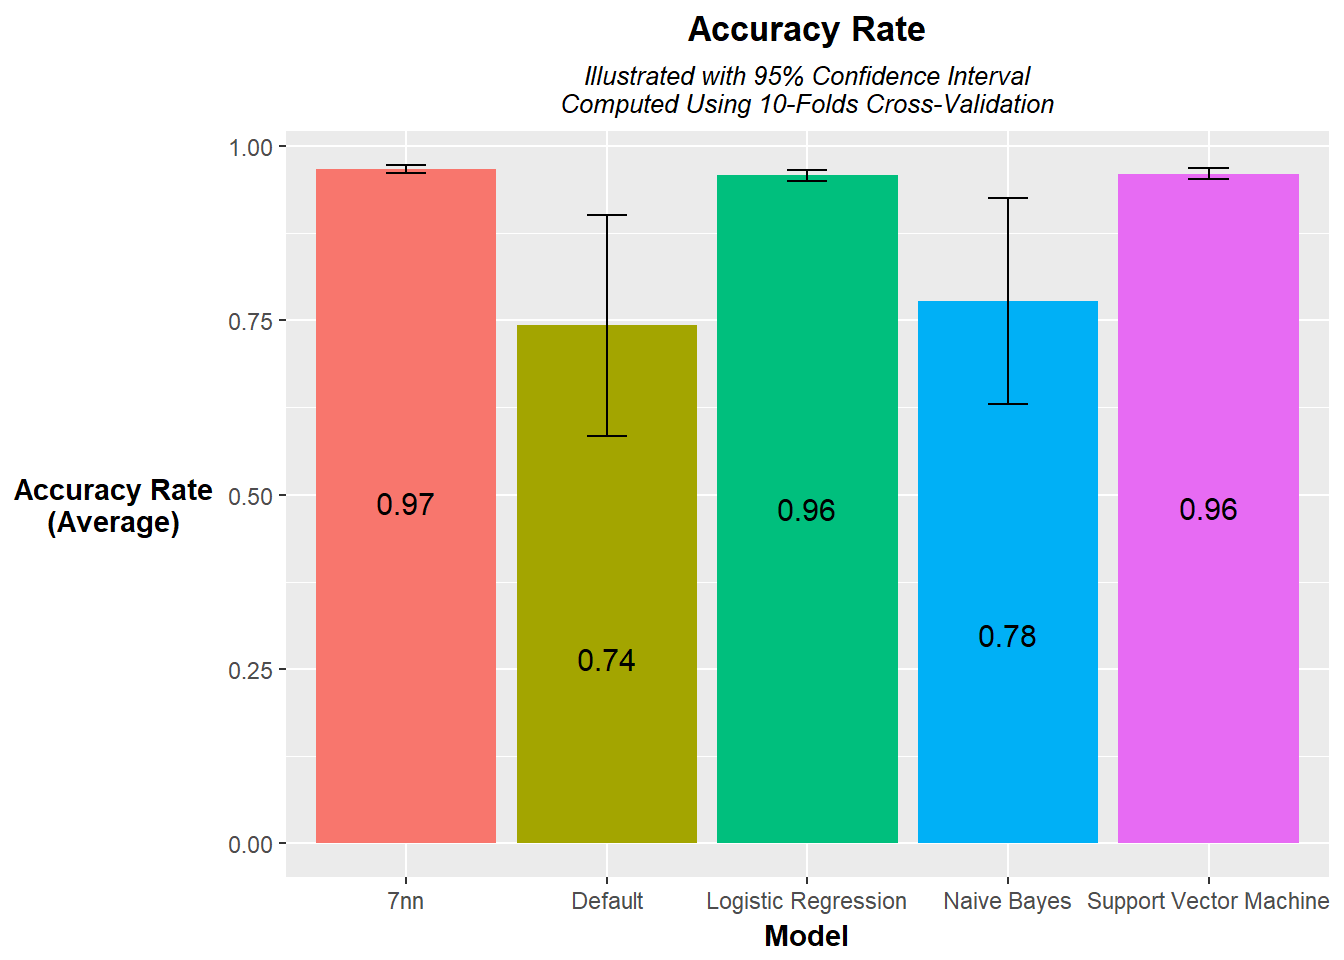 Accuracy Rate
Illustrated with 95% Confidence Interval
Computed Using 10-Folds Cross-Validation
1.00
0.75
0.50
0.25
0.00
Accuracy Rate
(Average)
0.97
0.74
0.96
0.78
0.96
7nn
Default
Logistic Regression
Naive Bayes
Support Vector Machine
Model